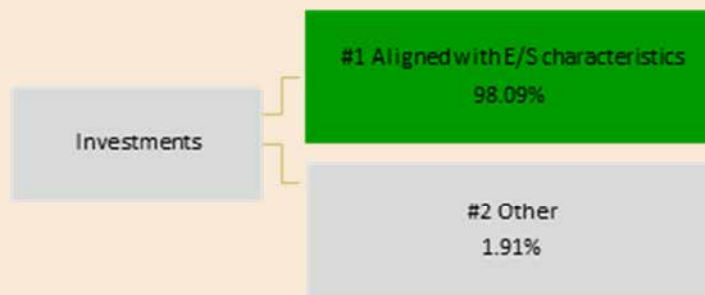 #1 Aligned with E/S characteristics
98.09%
Investments
#2 Other
1.91%